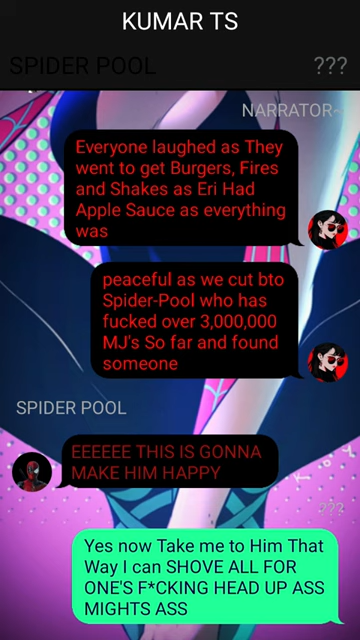 KUMAR TS
SPIDER POOL ???
NARRATOR~
Everyone laughed as They
went to get Burgers, Fires
and Shakes as Eri Had
Apple Sauce as everything
was
peaceful as we cut bto
Spider-Pool who has
fucked over 3,000,000
MJ's So far and found
someone
SPIDER POOL
EEEEEE THIS IS GONNA
MAKE HIM HAPPY
???
Yes now Take me to Him That
Way I can SHOVE ALL FOR
ONE'S F*CKING HEAD UP ASS
MIGHTS ASS